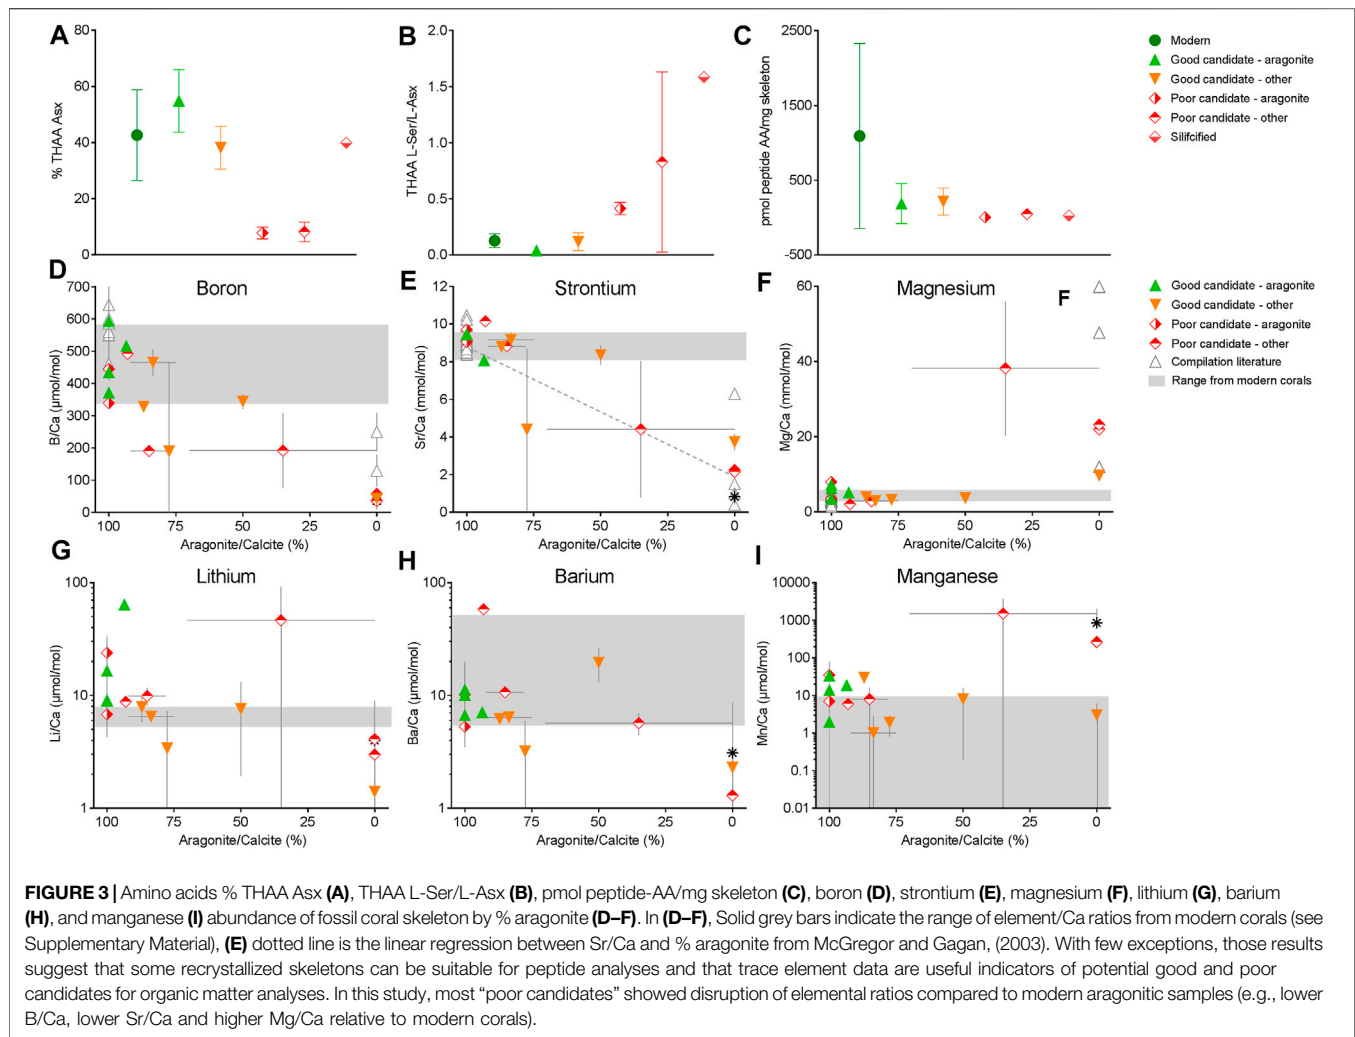 A
B
C
% THAA Asx
80
60
40
20
0
THAA L-Ser/L-Asx
2.0
1.5
1.0
0.5
0.0
pmol peptide AA/mg skeleton
2500
1500
500
-500
Modern
Good candidate - aragonite
Good candidate - other
Poor candidate - aragonite
Poor candidate - other
Silifcified
D
Boron
B/Ca (µmol/mol)
700
600
500
400
300
200
100
0
100
75
50
25
0
Aragonite/Calcite (%)
E
Strontium
Sr/Ca (mmol/mol)
12
10
8
6
4
2
0
100
75
50
25
0
Aragonite/Calcite (%)
F
Magnesium
F
Mg/Ca (mmol/mol)
60
40
20
0
100
75
50
25
0
Aragonite/Calcite (%)
Good candidate - aragonite
Good candidate - other
Poor candidate - aragonite
Poor candidate - other
Compilation literature
Range from modern corals
G
Lithium
Li/Ca (µmol/mol)
100
10
1
100
75
50
25
0
Aragonite/Calcite (%)
H
Barium
Ba/Ca (µmol/mol)
100
10
1
100
75
50
25
0
Aragonite/Calcite (%)
I
Manganese
Mn/Ca (µmol/mol)
10000
1000
100
10
1
0.1
0.01
100
75
50
25
0
Aragonite/Calcite (%)
FIGURE 3 | Amino acids % THAA Asx (A), THAA L-Ser/L-Asx (B), pmol peptide-AA/mg skeleton (C), boron (D), strontium (E), magnesium (F), lithium (G), barium
(H), and manganese (I) abundance of fossil coral skeleton by % aragonite (D–F). In (D–F), Solid grey bars indicate the range of element/Ca ratios from modern corals (see
Supplementary Material), (E) dotted line is the linear regression between Sr/Ca and % aragonite from McGregor and Gagan, (2003). With few exceptions, those results
suggest that some recrystallized skeletons can be suitable for peptide analyses and that trace element data are useful indicators of potential good and poor
candidates for organic matter analyses. In this study, most “poor candidates” showed disruption of elemental ratios compared to modern aragonitic samples (e.g., lower
B/Ca, lower Sr/Ca and higher Mg/Ca relative to modern corals).